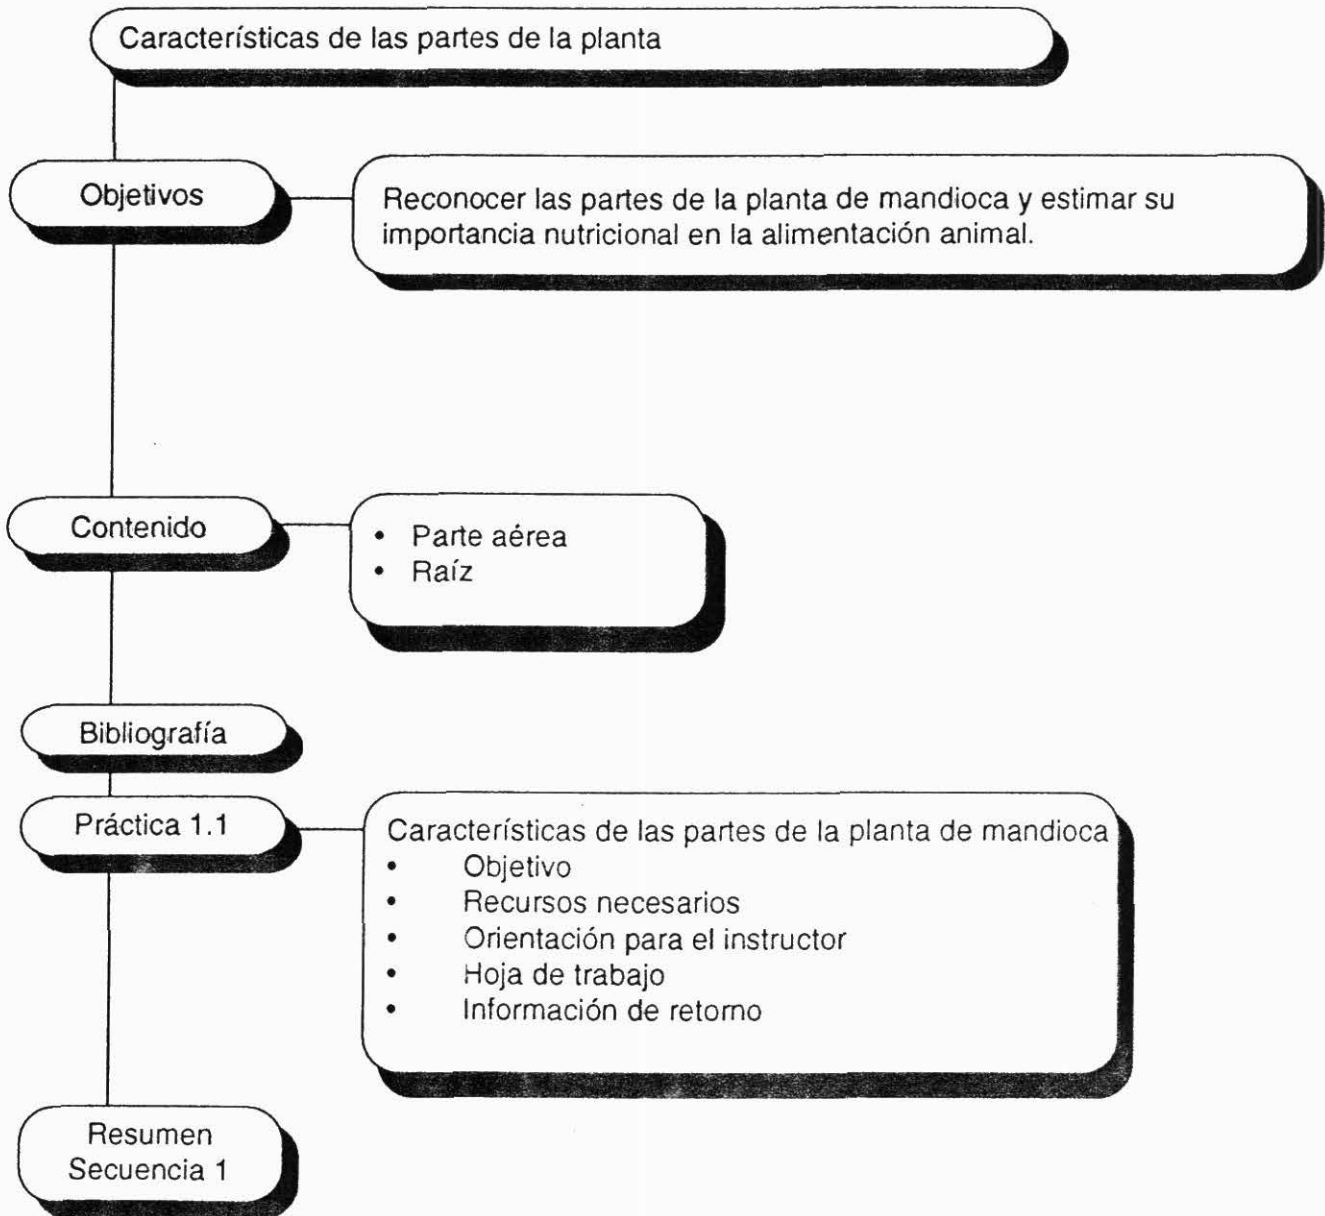 Características de las partes de la planta
Objetivos
Reconocer las partes de la planta de mandioca y estimar su
importancia nutricional en la alimentación animal.
Contenido
• Parte aérea
• Raíz
Bibliografía
Práctica 1.1
Características de las partes de la planta de mandioca
• Objetivo
• Recursos necesarios
• Orientación para el instructor
• Hoja de trabajo
• Información de retorno
Resumen
Secuencia 1